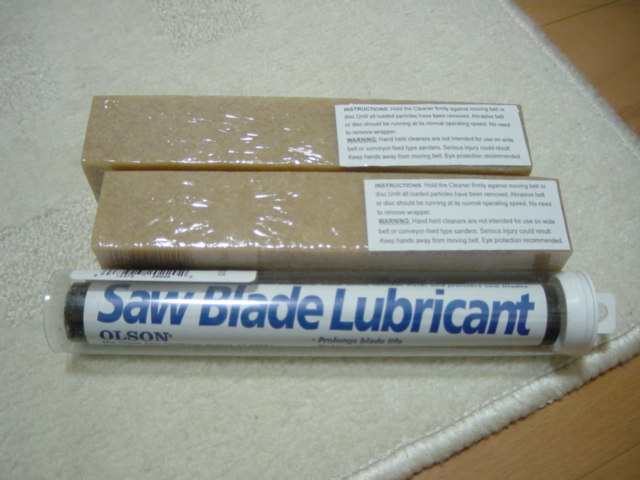 INSTRUCTIONS: Hold the Cleaner firmly against moving belt or
disc Until all loaded particles have been removed. Abrasive belt
or disc should be running at its normal operating speed. No need
to remove wrapper.
WARNING: Hand held cleaners are not intended for use on wide
belt or conveyor-feed type sanders. Serious injury could result.
Keep hands away from moving belt. Eye protection recommended.
INSTRUCTIONS: Hold the Cleaner firmly against moving belt or
disc Until all loaded particles have been removed. Abrasive belt
or disc should be running at its normal operating speed. No need
to remove wrapper.
WARNING: Hand held cleaners are not intended for use on wide
belt or conveyor-feed type sanders. Serious injury could result.
Keep hands away from moving belt. Eye protection recommended.
Saw Blade Lubricant
OLSON®
- Prolongs blade life